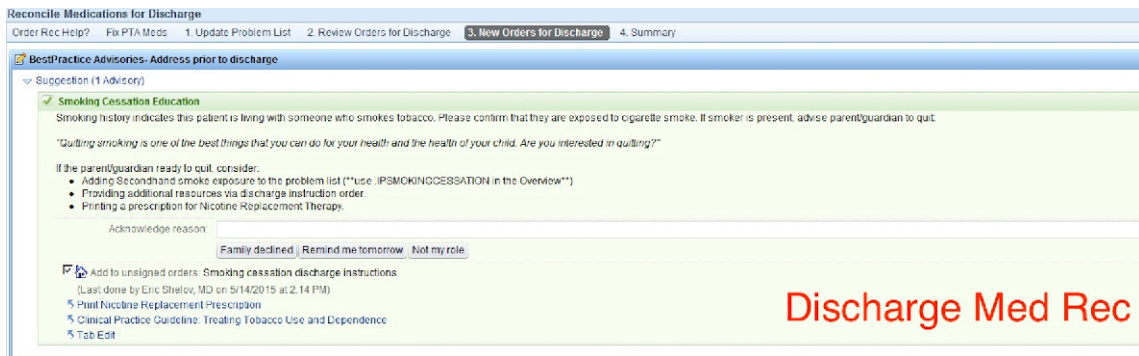 Reconcile Medications for Discharge
Order Rec Help? Fix PTA Meds 1. Update Problem List 2. Review Orders for Discharge 3. New Orders for Discharge 4. Summary
BestPractice Advisories- Address prior to discharge
Suggestion (1 Advisory)
Smoking Cessation Education
Smoking history indicates this patient is living with someone who smokes tobacco. Please confirm that they are exposed to cigarette smoke. If smoker is present, advise parent/guardian to quit:
"Quitting smoking is one of the best things that you can do for your health and the health of your child. Are you interested in quitting?"
If the parent/guardian ready to quit, consider:
• Adding Secondhand smoke exposure to the problem list (**use .IPSMOKINGCESSATION in the Overview**)
• Providing additional resources via discharge instruction order.
• Printing a prescription for Nicotine Replacement Therapy.
Acknowledge reason:
Family declined Remind me tomorrow Not my role
Add to unsigned orders: Smoking cessation discharge instructions
(Last done by Eric Shelov, MD on 5/14/2015 at 2:14 PM)
Print Nicotine Replacement Prescription
Clinical Practice Guideline: Treating Tobacco Use and Dependence
Tab Edit
Discharge Med Rec